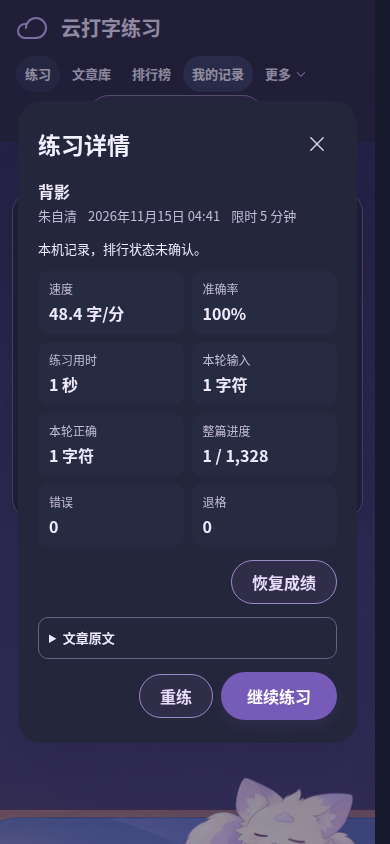 云打字练习
练习 文章库 排行榜 我的记录 更多
练习详情
背影
朱自清 2026年11月15日 04:41 限时 5 分钟
本机记录，排行状态未确认。
速度 准确率
48.4 字/分 100%
练习用时 本轮输入
1 秒 1 字符
本轮正确 整篇进度
1 字符 1 / 1,328
错误 退格
0 0
恢复成绩
文章原文
重练 继续练习